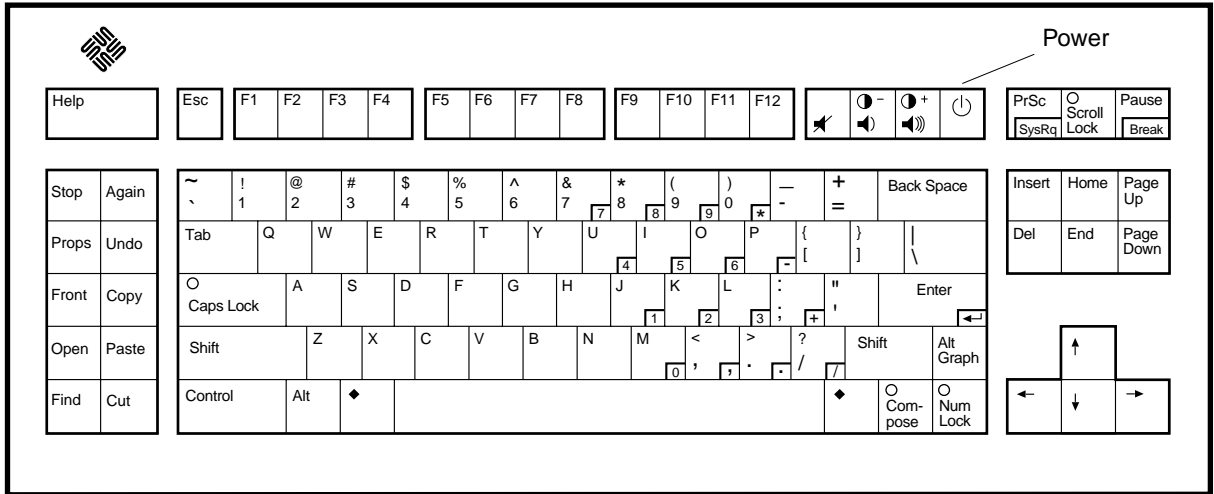 Power
Help Esc F1 F2 F3 F4 F5 F6 F7 F8 F9 F10 F11 F12 - + PrSc Scroll Lock Pause
SysRq Break
Stop Again ~ ! @ # $ % ^ & * ( ) — + Back Space Insert Home Page Up
` 1 2 3 4 5 6 7 7 8 8 9 9 0 * - =
Props Undo Tab Q W E R T Y U I O P { } | Del End Page Down
4 5 6 - [ ] \
Front Copy Caps Lock A S D F G H J K L : " Enter
1 2 3 ; + '
Open Paste Shift Z X C V B N M < > ? Shift Alt Graph
0 , , . . / /
Find Cut Control Alt Com-
pose Num Lock